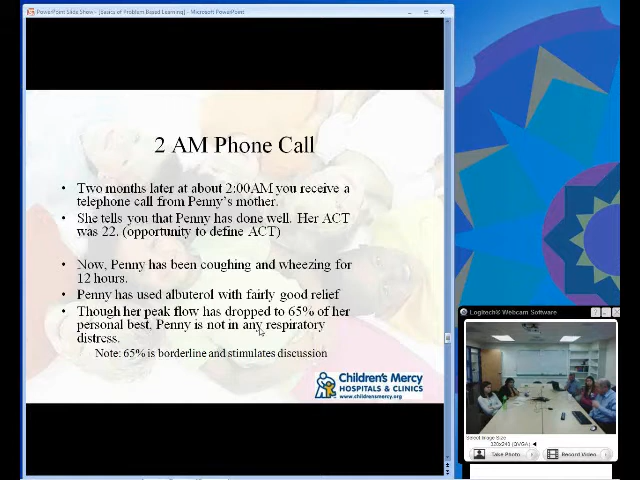 PowerPoint Slide Show - [Basics of Problem Based Learning] - Microsoft PowerPoint
2 AM Phone Call
• Two months later at about 2:00AM you receive a
telephone call from Penny's mother.
• She tells you that Penny has done well. Her ACT
was 22. (opportunity to define ACT)
• Now, Penny has been coughing and wheezing for
12 hours.
• Penny has used albuterol with fairly good relief
• Though her peak flow has dropped to 65% of her
personal best, Penny is not in any respiratory
distress.
Note: 65% is borderline and stimulates discussion
Children's Mercy
HOSPITALS & CLINICS
www.childrensmercy.org
Logitech® Webcam Software
Select Image Size
320x240 (QVGA)
Take Photo
Record Video